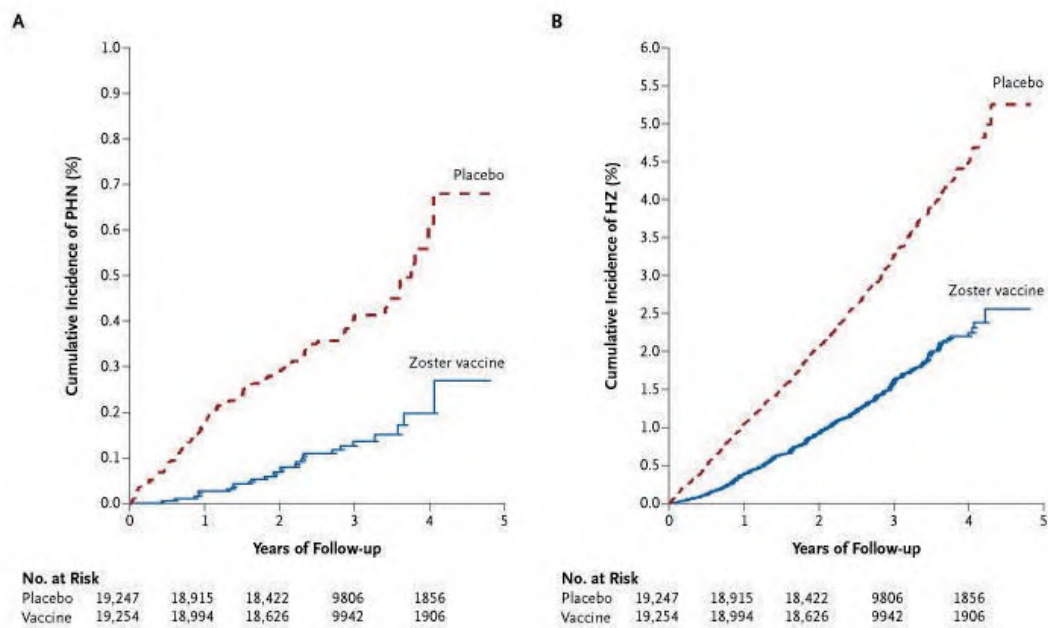 A
1.0
0.9
0.8
0.7
0.6
0.5
0.4
0.3
0.2
0.1
0.0
Cumulative Incidence of PHN (%)
Placebo
Zoster vaccine
0 1 2 3 4 5
Years of Follow-up
No. at Risk
Placebo 19,247 18,915 18,422 9806 1856
Vaccine 19,254 18,994 18,626 9942 1906
B
6.0
5.5
5.0
4.5
4.0
3.5
3.0
2.5
2.0
1.5
1.0
0.5
0.0
Cumulative Incidence of HZ (%)
Placebo
Zoster vaccine
0 1 2 3 4 5
Years of Follow-up
No. at Risk
Placebo 19,247 18,915 18,422 9806 1856
Vaccine 19,254 18,994 18,626 9942 1906